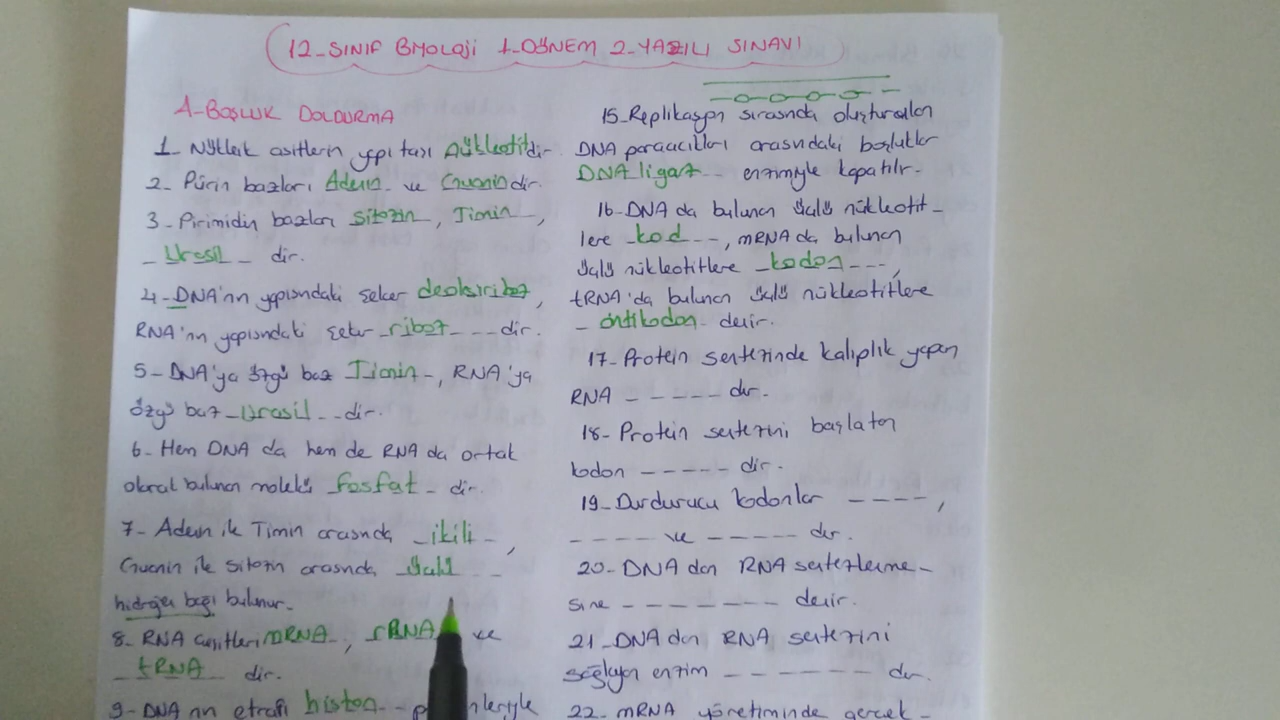 12-SINIF BİYOLOJİ 1-DÖNEM 2-YAZILI SINAVI
A-BOŞLUK DOLDURMA
1- Nükleik asitlerin yapı taşı nükleotitdir.
2- Pürin bazları Adenin ve Guanin dir.
3- Pirimidin bazları Sitozin, Timin,
Urasil dir.
4- DNA'nın yapısındaki şeker deoksiriboz,
RNA'nın yapısındaki şeker riboz dir.
5- DNA'ya özgü baz Timin, RNA'ya
özgü baz Urasil dir.
6- Hem DNA da hem de RNA da ortak
olarak bulunan molekül fosfat dir.
7- Adenin ile Timin arasında ikili,
Guanin ile Sitozin arasında üçlü
hidrojen bağı bulunur.
8- RNA çeşitleri mRNA, rRNA ve
tRNA dir.
9- DNA nın etrafı histon
15-Replikasyon sırasında oluşturulan
DNA parçacıkları arasındaki boşluklar
DNA ligaz enzimiyle kapatılır.
16-DNA da bulunan üçlü nükleotit-
lere kod ---, mRNA da bulunan
üçlü nükleotitlere -kodon ---,
tRNA'da bulunan üçlü nükleotitlere
- antikodon- denir.
17-Protein sentezinde kalıplık yapan
RNA ----- dır.
18- Protein sentezini başlatan
kodon ----- dir.
19-Durdurucu kodonlar ----,
----- ve ----- dır.
20-DNA dan RNA sentezlenme-
sine ------- denir.
21-DNA dan RNA sentezini
sağlayan enzim ------ dır.
22- mRNA yönetiminde gerçek-